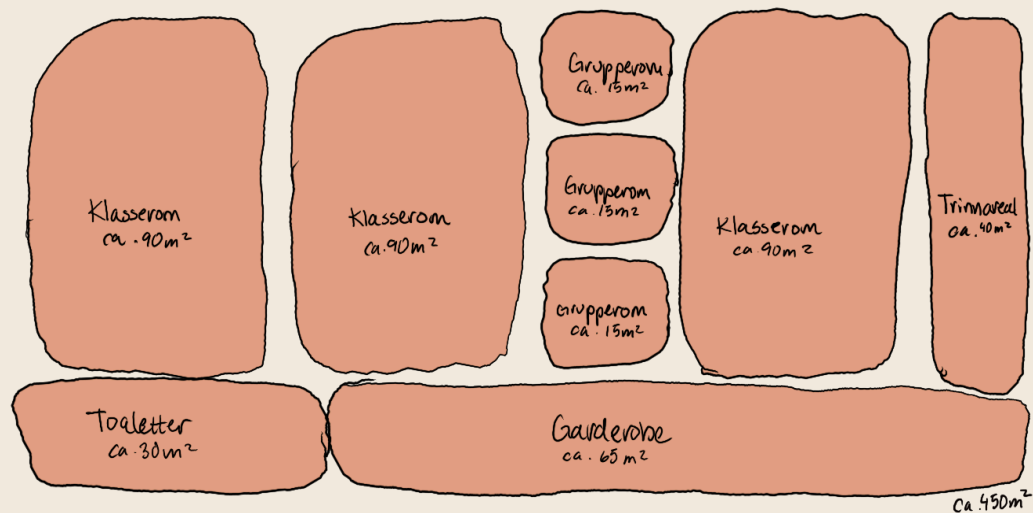 Klasserom
ca. 90m²
Klasserom
ca. 90m²
Grupperom
ca. 15m²
Grupperom
ca. 15m²
Grupperom
ca. 15m²
Klasserom
ca. 90m²
Trinnareal
ca. 40m²
Toaletter
ca. 30m²
Garderobe
ca. 65m²
ca. 450m²